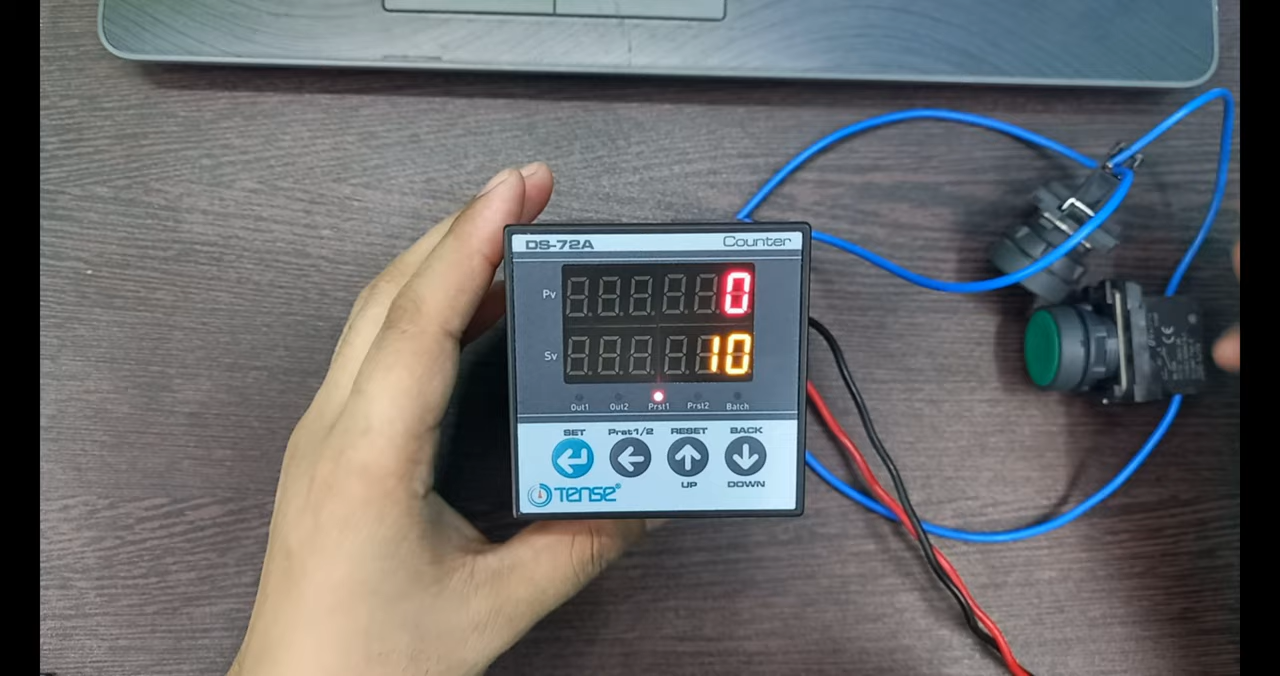 DS-72A Counter
Pv 0
Sv 10
Out1 Out2 Prst1 Prst2 Batch
SET Prst1/2 RESET BACK
UP DOWN
TENSE®